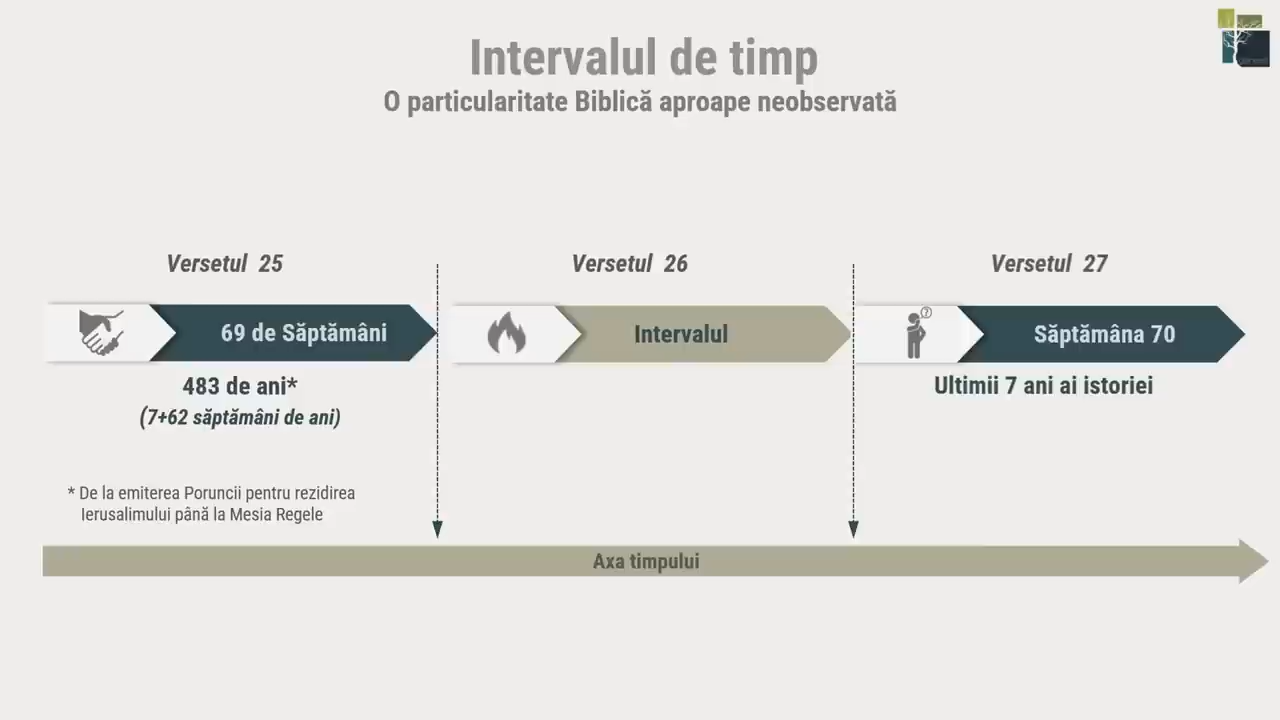 Intervalul de timp
O particularitate Biblică aproape neobservată
Versetul 25
Versetul 26
Versetul 27
69 de Săptămâni
Intervalul
?
Săptămâna 70
483 de ani*
(7+62 săptămâni de ani)
Ultimii 7 ani ai istoriei
* De la emiterea Poruncii pentru rezidirea
Ierusalimului până la Mesia Regele
Axa timpului